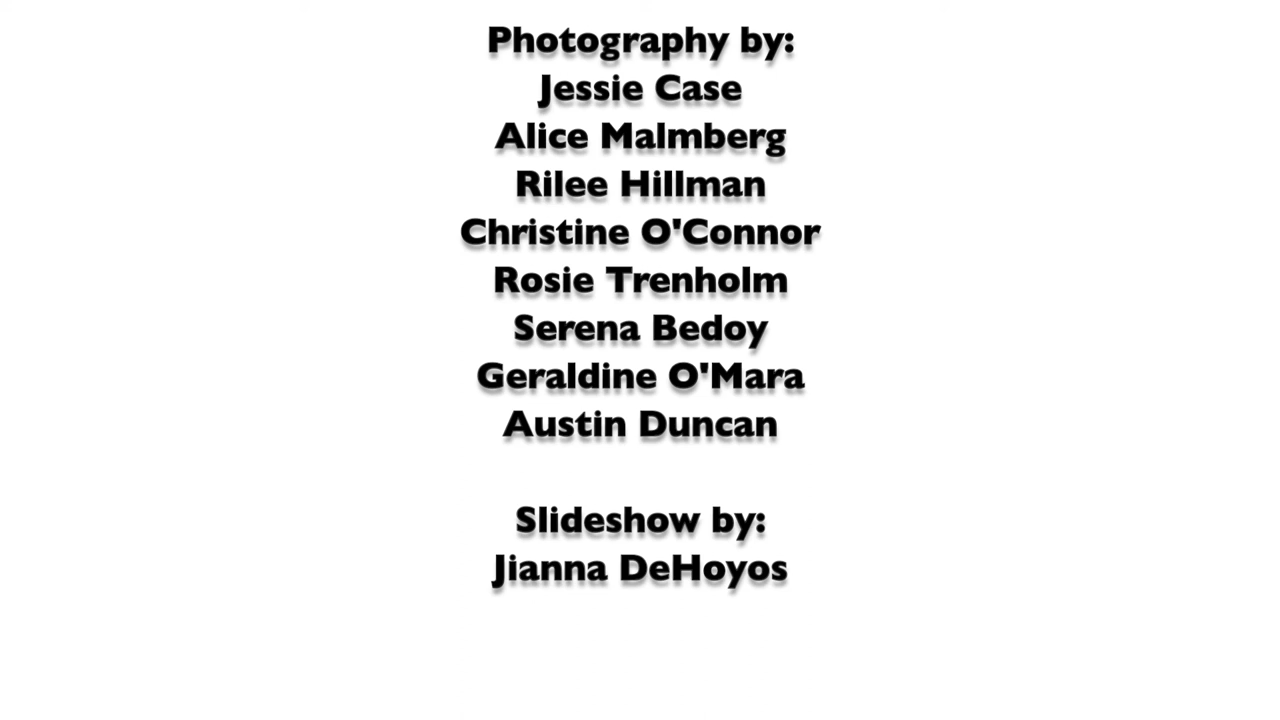 Photography by:
Jessie Case
Alice Malmberg
Rilee Hillman
Christine O'Connor
Rosie Trenholm
Serena Bedoy
Geraldine O'Mara
Austin Duncan
Slideshow by:
Jianna DeHoyos